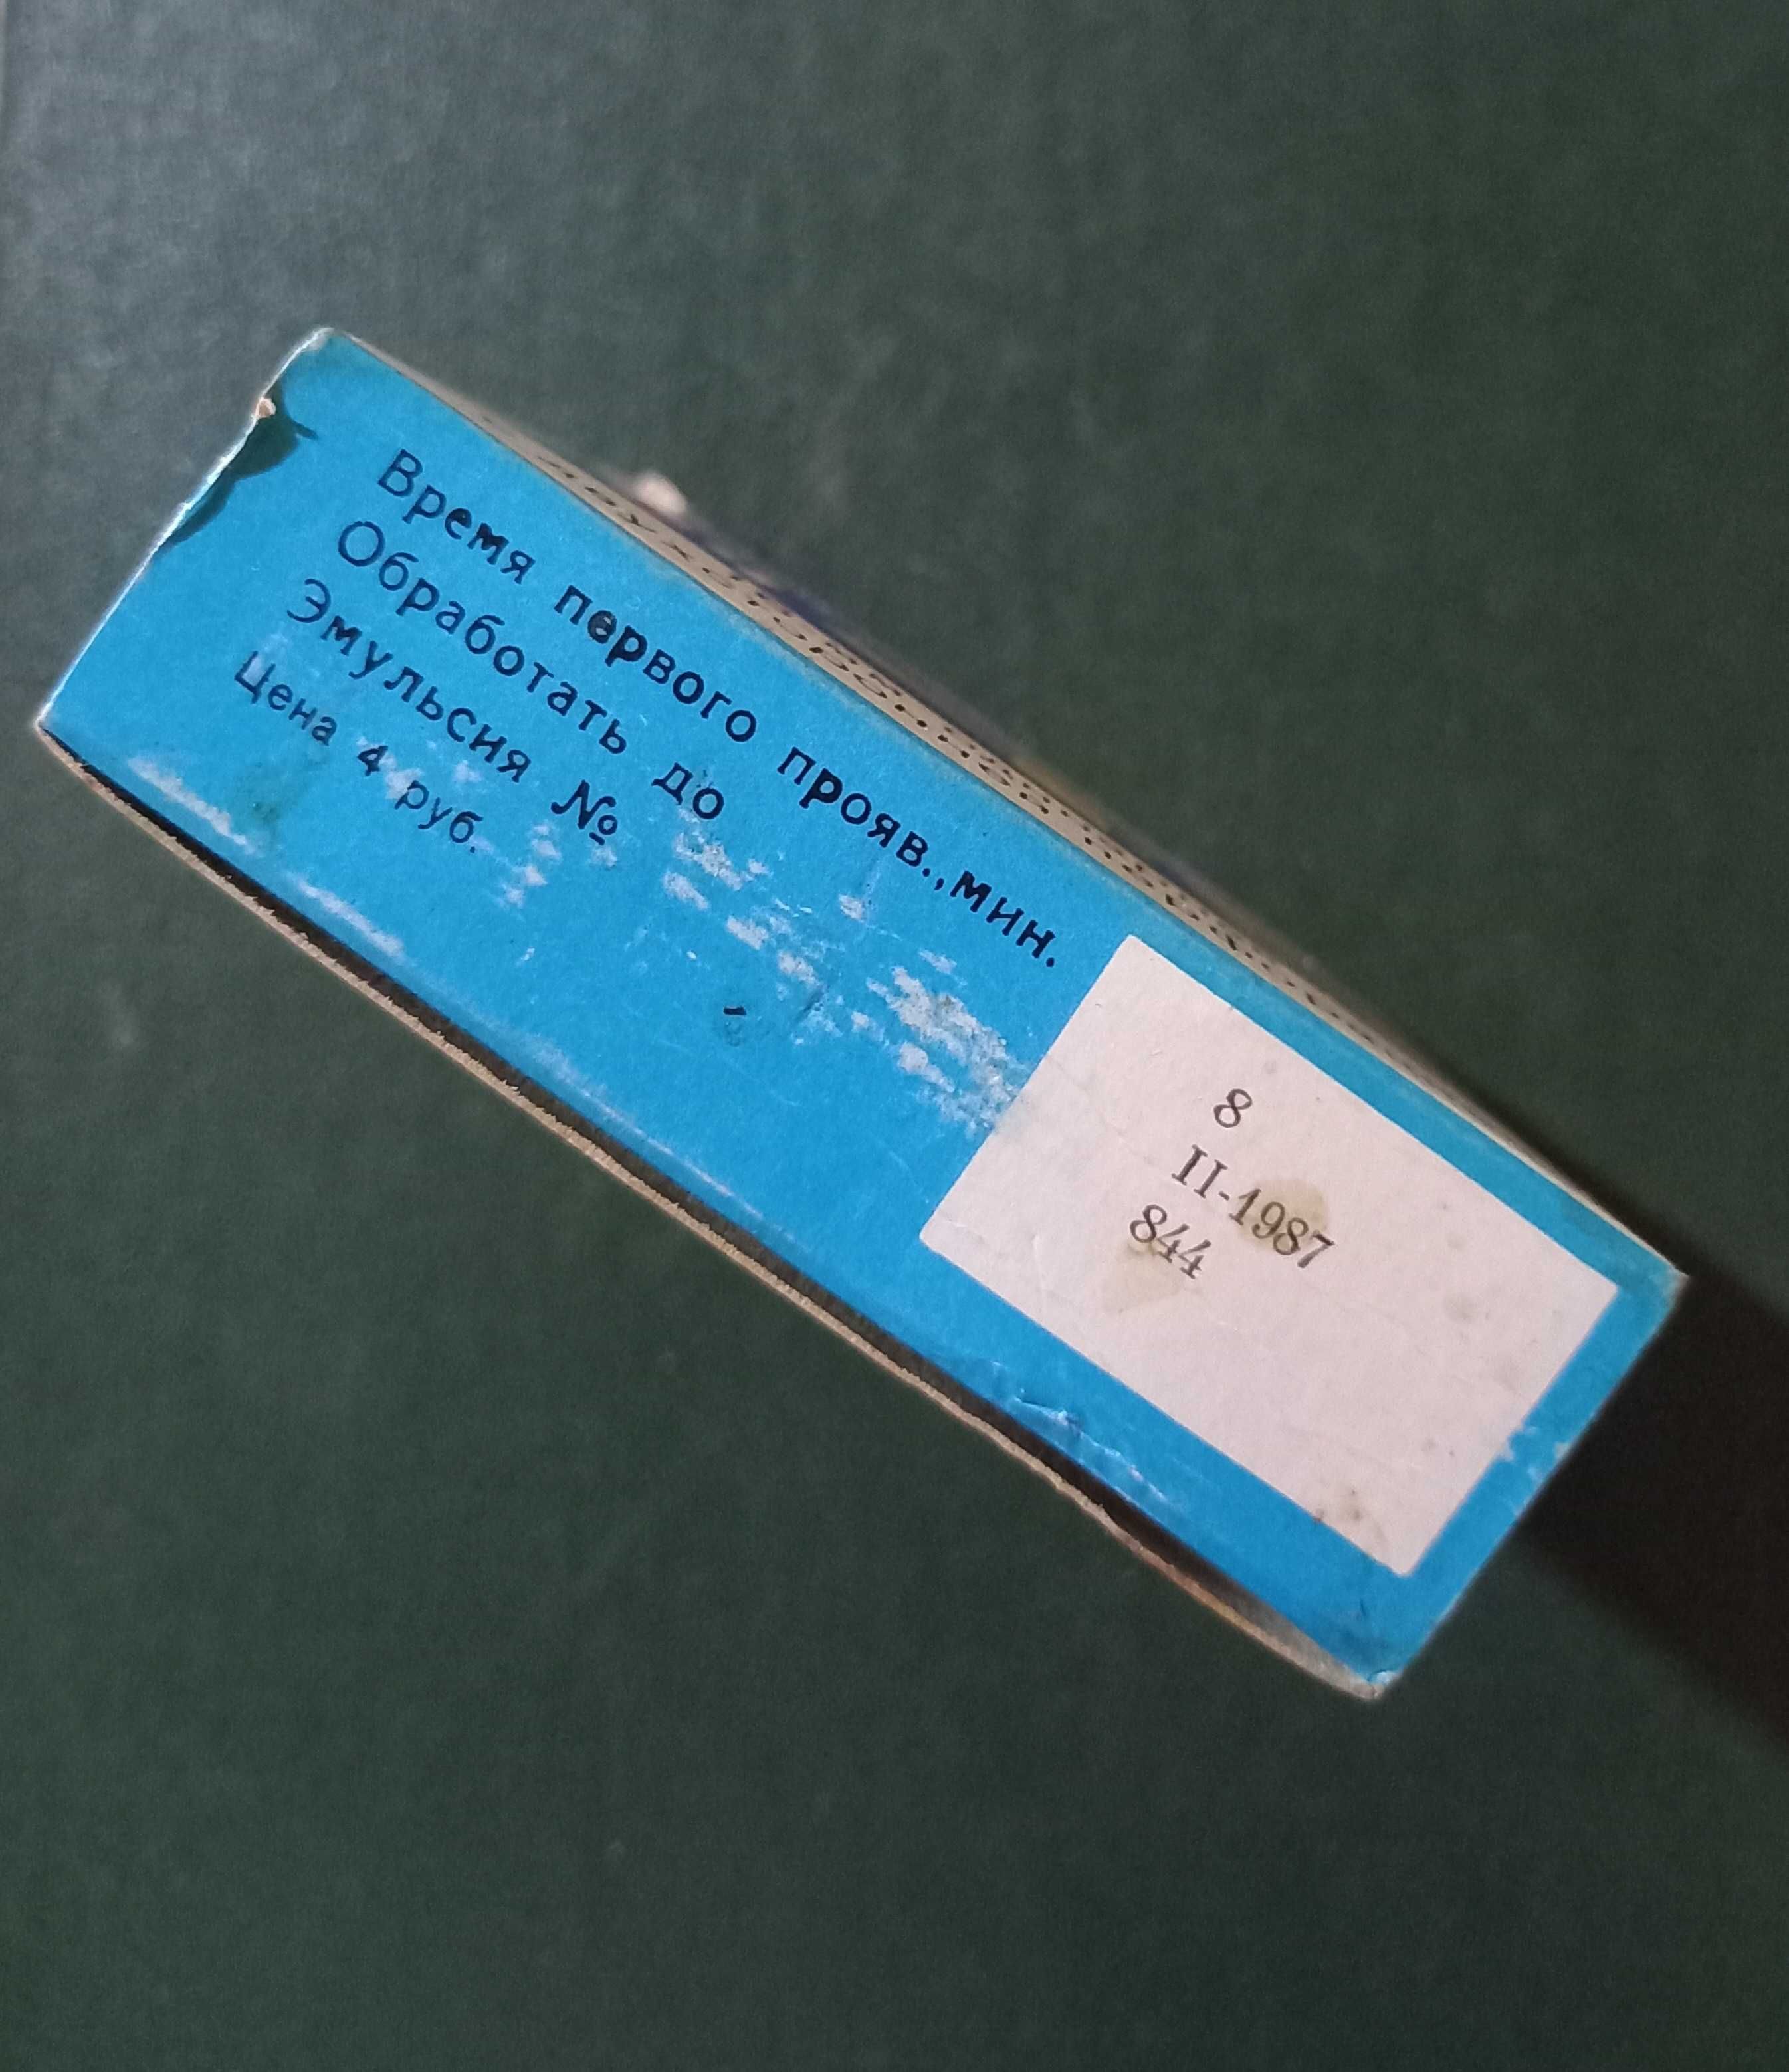 Время первого прояв., мин.
Обработать до
Эмульсия №
Цена 4 руб.
8
II-1987
844